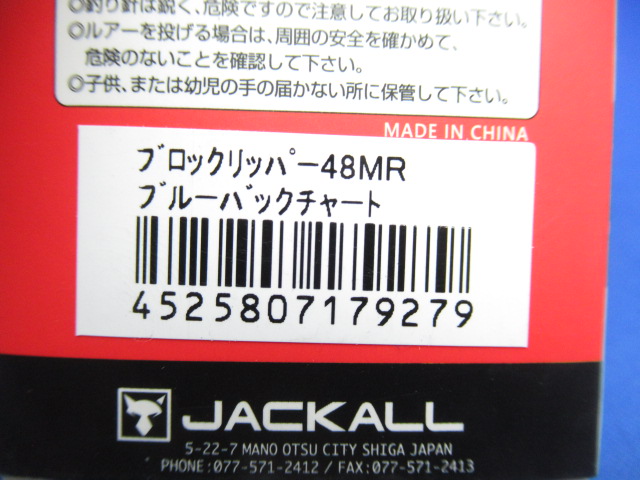 ◎釣り針は鋭く、危険ですので注意してお取り扱い下さい。
◎ルアーを投げる場合は、周囲の安全を確かめて、
危険のないことを確認して下さい。
◎子供、または幼児の手の届かない所に保管して下さい。
MADE IN CHINA
ブロックリッパー48MR
ブルーバックチャート
4525807179279
JACKALL
5-22-7 MANO OTSU CITY SHIGA JAPAN
PHONE:077-571-2412 / FAX:077-571-2413